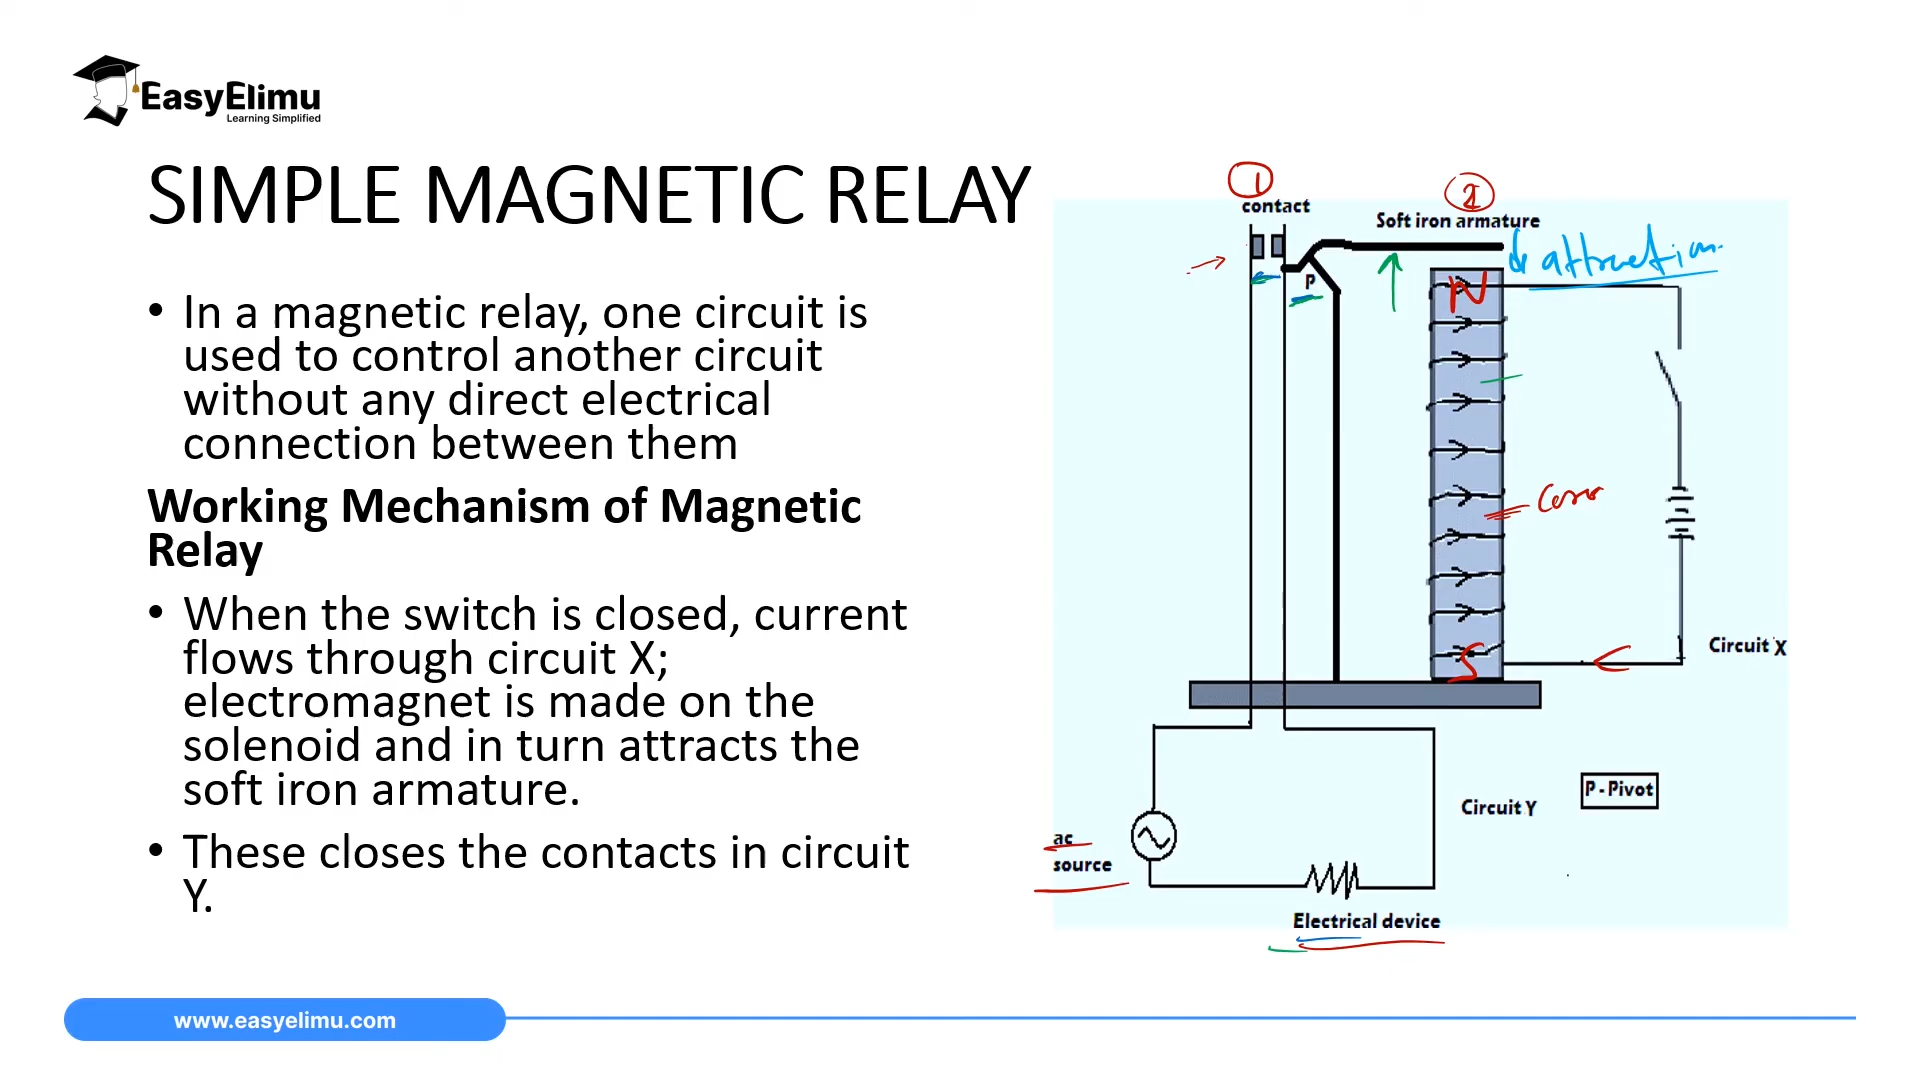 EasyElimu
Learning Simplified
SIMPLE MAGNETIC RELAY
• In a magnetic relay, one circuit is
used to control another circuit
without any direct electrical
connection between them
Working Mechanism of Magnetic
Relay
• When the switch is closed, current
flows through circuit X;
electromagnet is made on the
solenoid and in turn attracts the
soft iron armature.
• These closes the contacts in circuit
Y.
1
contact
2
Soft iron armature
attraction
P
N
S
Circuit X
Circuit Y
P - Pivot
ac
source
Electrical device
www.easyelimu.com